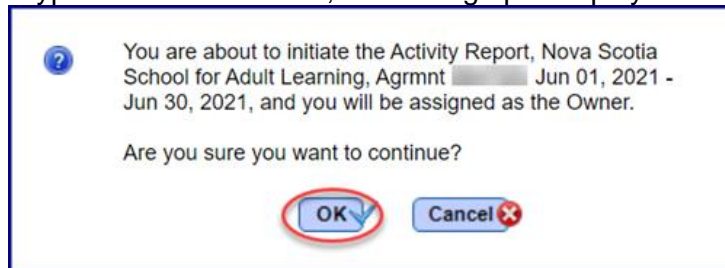 You are about to initiate the Activity Report, Nova Scotia
School for Adult Learning, Agrmnt Jun 01, 2021 -
Jun 30, 2021, and you will be assigned as the Owner.
Are you sure you want to continue?
OK Cancel